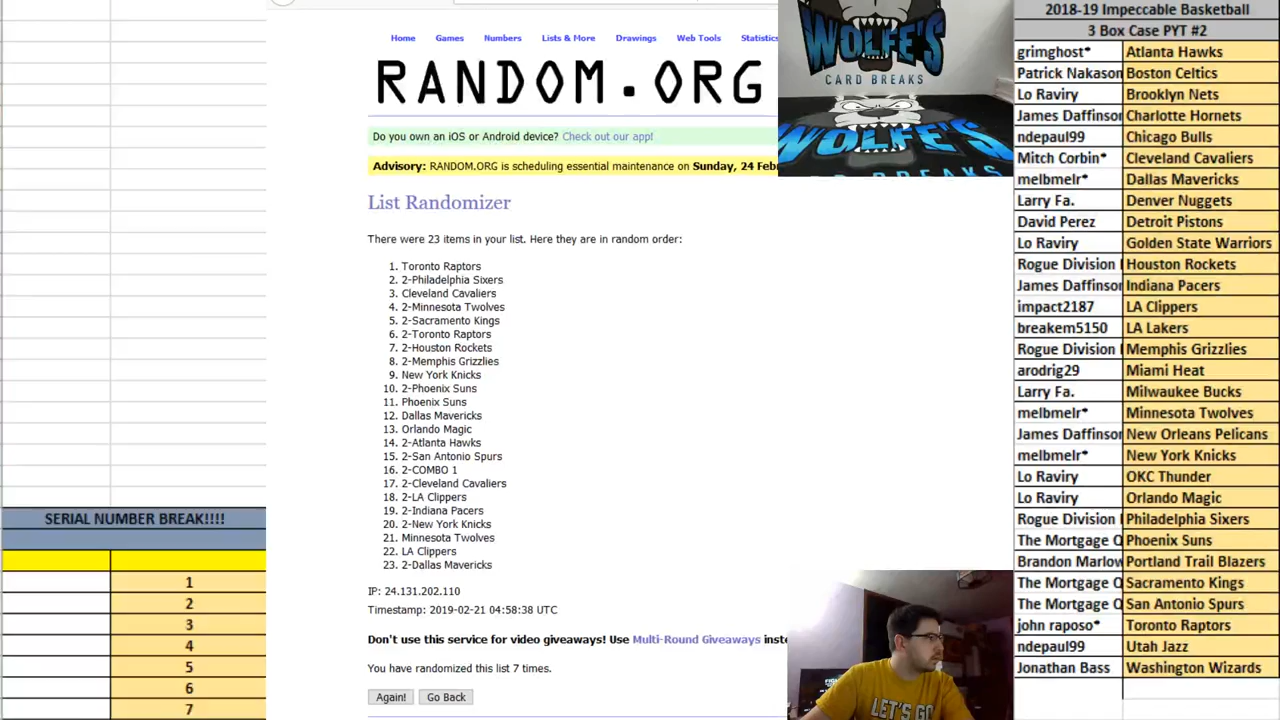 Home Games Numbers Lists & More Drawings Web Tools Statistics
RANDOM.ORG
Do you own an iOS or Android device? Check out our app!
Advisory: RANDOM.ORG is scheduling essential maintenance on Sunday, 24 Feb
List Randomizer
There were 23 items in your list. Here they are in random order:
1. Toronto Raptors
2. 2-Philadelphia Sixers
3. Cleveland Cavaliers
4. 2-Minnesota Twolves
5. 2-Sacramento Kings
6. 2-Toronto Raptors
7. 2-Houston Rockets
8. 2-Memphis Grizzlies
9. New York Knicks
10. 2-Phoenix Suns
11. Phoenix Suns
12. Dallas Mavericks
13. Orlando Magic
14. 2-Atlanta Hawks
15. 2-San Antonio Spurs
16. 2-COMBO 1
17. 2-Cleveland Cavaliers
18. 2-LA Clippers
19. 2-Indiana Pacers
20. 2-New York Knicks
21. Minnesota Twolves
22. LA Clippers
23. 2-Dallas Mavericks
IP: 24.131.202.110
Timestamp: 2019-02-21 04:58:38 UTC
Don't use this service for video giveaways! Use Multi-Round Giveaways inste
You have randomized this list 7 times.
Again! Go Back
WOLFE'S
CARD BREAKS
WOLFE'S
CARD BREAKS
LET'S GO
SERIAL NUMBER BREAK!!!!
1
2
3
4
5
6
7
2018-19 Impeccable Basketball
3 Box Case PYT #2
grimghost* Atlanta Hawks
Patrick Nakason Boston Celtics
Lo Raviry Brooklyn Nets
James Daffinson Charlotte Hornets
ndepaul99 Chicago Bulls
Mitch Corbin* Cleveland Cavaliers
melbmelr* Dallas Mavericks
Larry Fa. Denver Nuggets
David Perez Detroit Pistons
Lo Raviry Golden State Warriors
Rogue Division Houston Rockets
James Daffinson Indiana Pacers
impact2187 LA Clippers
breakem5150 LA Lakers
Rogue Division Memphis Grizzlies
arodrig29 Miami Heat
Larry Fa. Milwaukee Bucks
melbmelr* Minnesota Twolves
James Daffinson New Orleans Pelicans
melbmelr* New York Knicks
Lo Raviry OKC Thunder
Lo Raviry Orlando Magic
Rogue Division Philadelphia Sixers
The Mortgage Phoenix Suns
Brandon Marlow Portland Trail Blazers
The Mortgage Sacramento Kings
The Mortgage San Antonio Spurs
john raposo* Toronto Raptors
ndepaul99 Utah Jazz
Jonathan Bass Washington Wizards